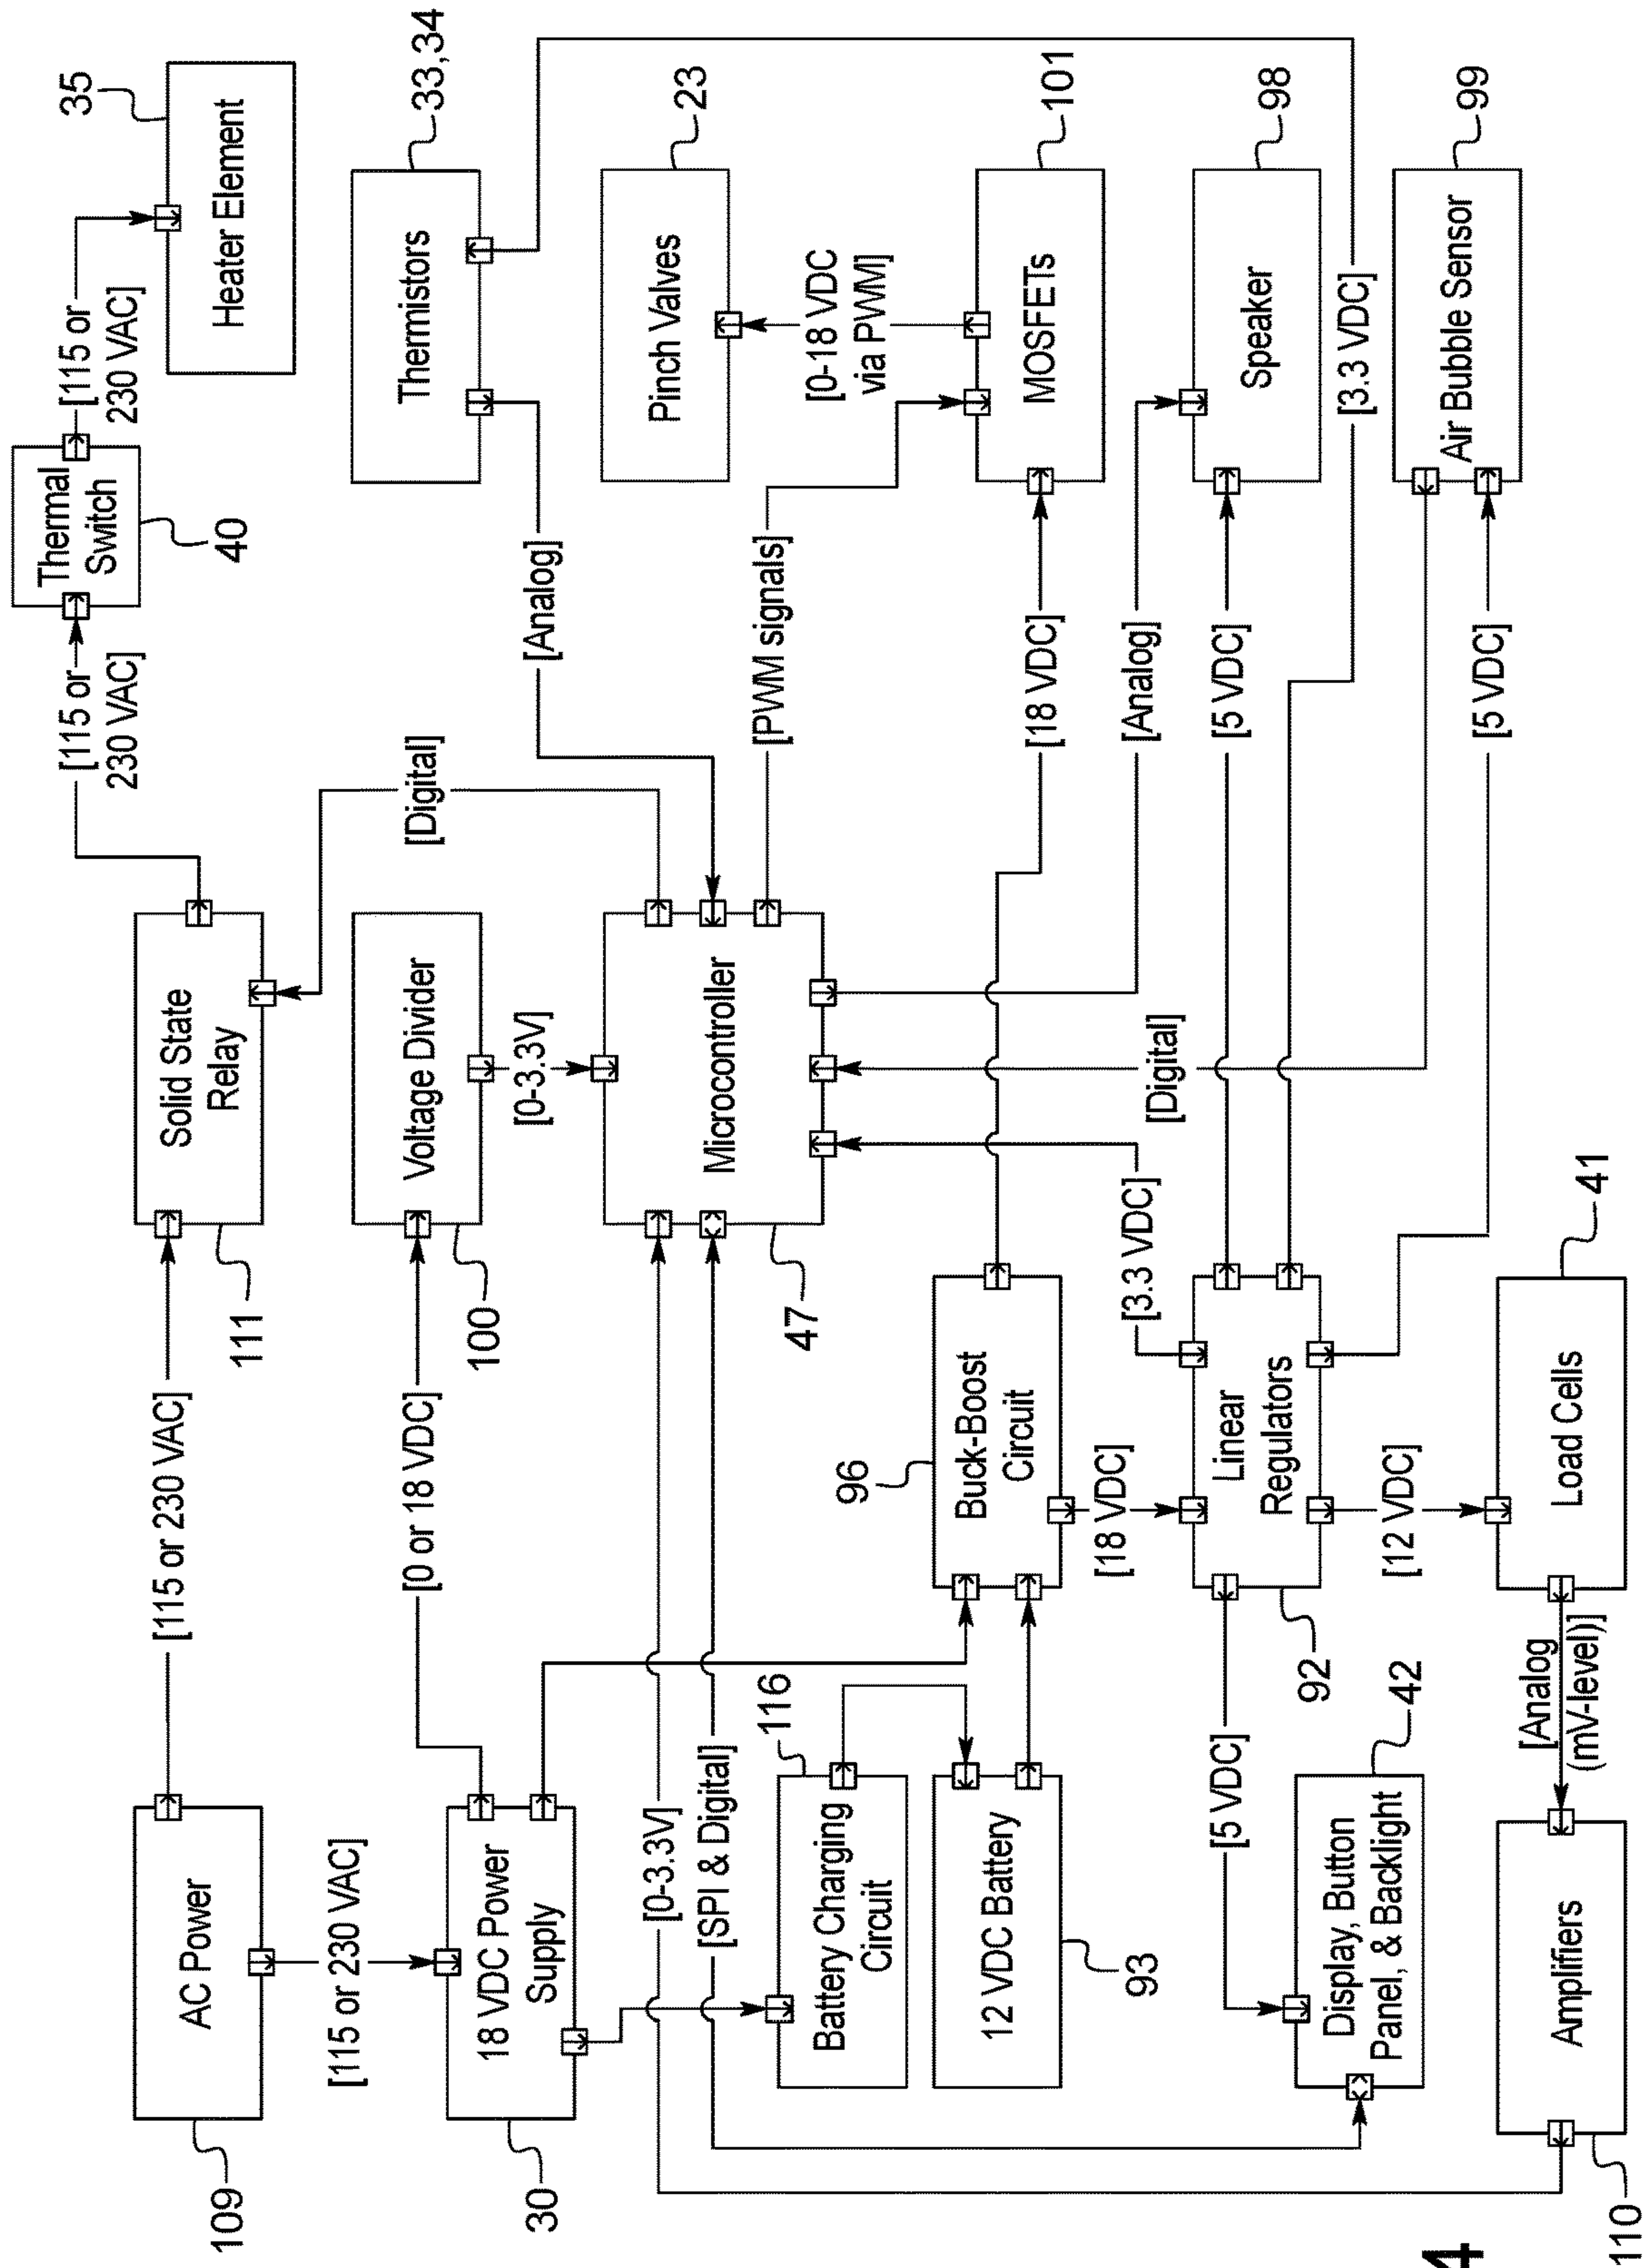 109
AC Power
[115 or 230 VAC]
[115 or 230 VAC]
111
Solid State
Relay
[115 or
230 VAC]
40
Thermal
Switch
[115 or
230 VAC]
35
Heater Element
30
18 VDC Power
Supply
[0 or 18 VDC]
100
Voltage Divider
[0-3.3V]
[Digital]
[Analog]
33,34
Thermistors
47
Microcontroller
[PWM signals]
23
Pinch Valves
[0-18 VDC
via PWM]
101
MOSFETs
[0-3.3V]
[SPI & Digital]
116
Battery Charging
Circuit
12 VDC Battery
93
96
Buck-Boost
Circuit
[18 VDC]
[18 VDC]
[3.3 VDC]
[Digital]
[Analog]
[5 VDC]
98
Speaker
[3.3 VDC]
92
Linear
Regulators
[5 VDC]
42
Display, Button
Panel, & Backlight
[12 VDC]
[5 VDC]
99
Air Bubble Sensor
41
Load Cells
[Analog
(mV-level)]
Amplifiers
110
4